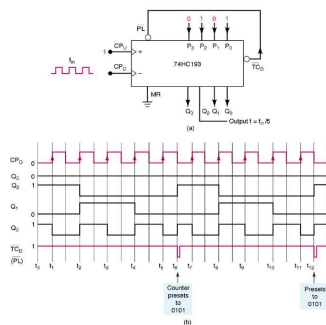 PL
0 1 0 1
1 CPU
P3 P2 P1 P0
fin
74HC193
TCD
CPD
MR
Q3 Q2 Q1 Q0
Output f = fin/5
(a)
CPD
0
Q3 0
Q2 1
Q1
0
Q0
TCD 1
(PL)
t0 t1 t2 t3 t4 t5 t6 t7 t8 t9 t10 t11 t12
Counter
presets
to
0101
Presets
to
0101
(b)